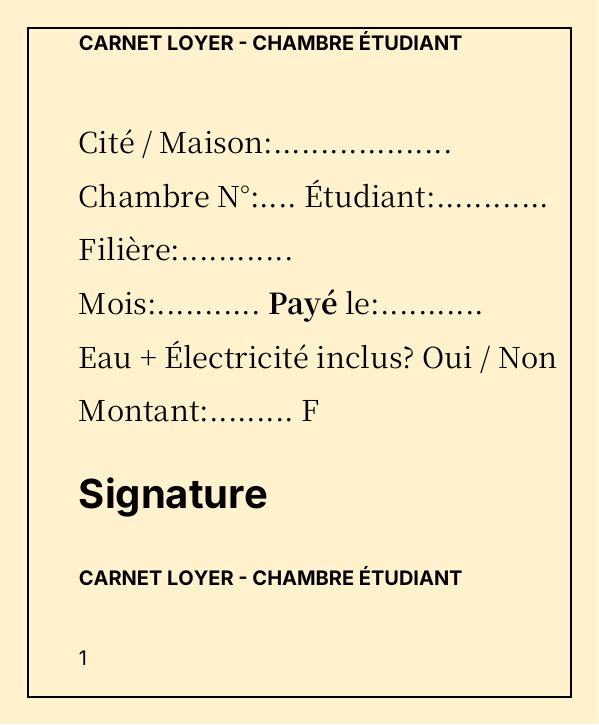 CARNET LOYER - CHAMBRE ÉTUDIANT
Cité / Maison:...................
Chambre N°:.... Étudiant:............
Filière:............
Mois:........... Payé le:...........
Eau + Électricité inclus? Oui / Non
Montant:......... F
Signature
CARNET LOYER - CHAMBRE ÉTUDIANT
1